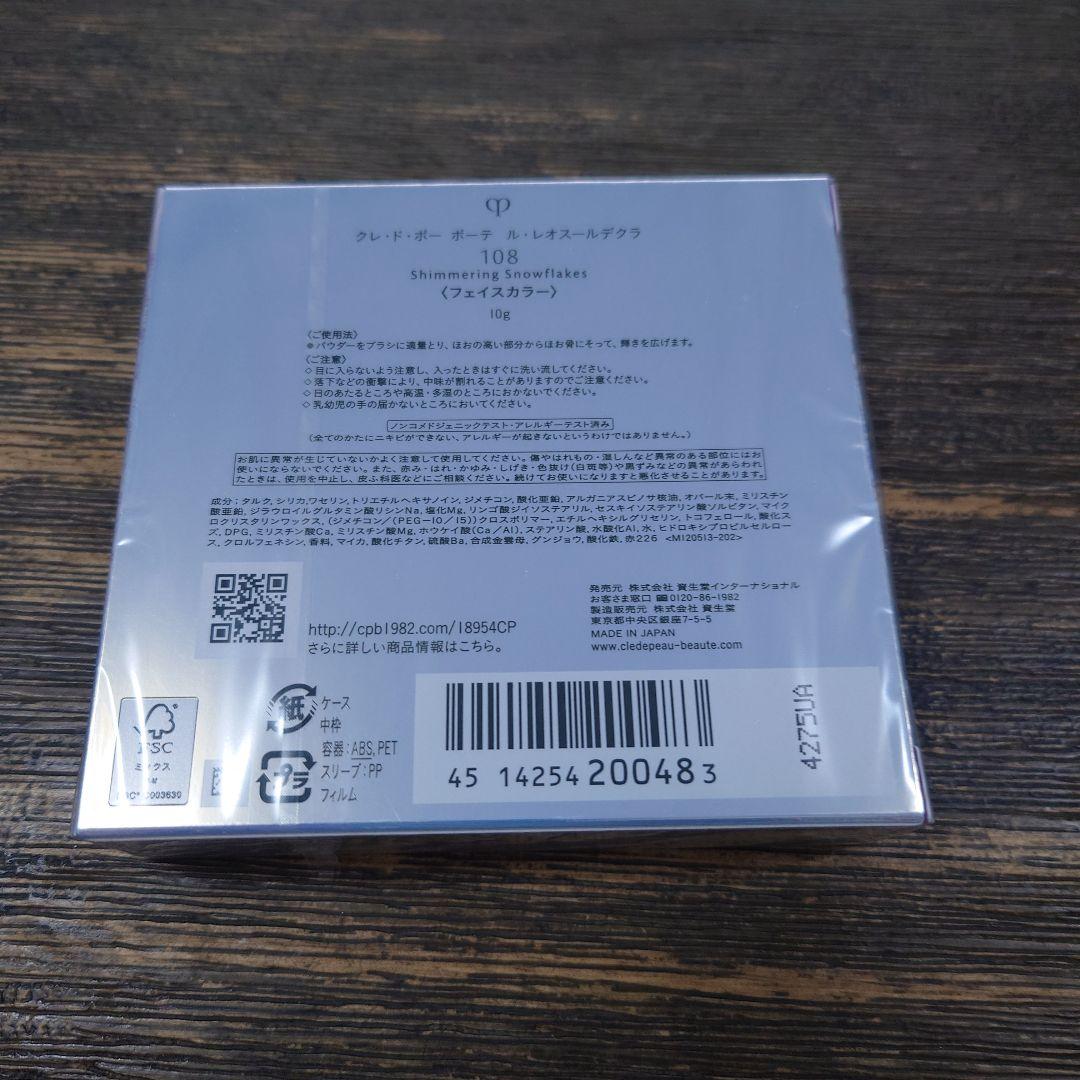 クレ・ド・ポー ボーテ ル・レオスールデクラ
108
Shimmering Snowflakes
〈フェイスカラー〉
10g
〈ご使用法〉
●パウダーをブラシに適量とり、ほおの高い部分からほお骨にそって、輝きを広げます。
〈ご注意〉
◇目に入らないよう注意し、入ったときはすぐに洗い流してください。
◇落下などの衝撃により、中味が割れることがありますのでご注意ください。
◇日のあたるところや高温・多湿のところにおかないでください。
◇乳幼児の手の届かないところにおいてください。
ノンコメドジェニックテスト・アレルギーテスト済み
(全てのかたにニキビができない、アレルギーが起きないというわけではありません。)
お肌に異常が生じていないかよく注意して使用してください。傷やはれもの・湿しんなど異常のある部位にはお
使いにならないでください。また、赤み・はれ・かゆみ・しげき・色抜け(白斑等)や黒ずみなどの異常があらわれ
たときは、使用を中止し、皮ふ科医などにご相談ください。続けてお使いになりますと悪化させることがあります。
成分:タルク、シリカ、ワセリン、トリエチルヘキサノイン、ジメチコン、酸化亜鉛、アルガニアスピノサ核油、オパール末、ミリスチン
酸亜鉛、ジラウロイルグルタミン酸リシンNa、塩化Mg、リンゴ酸ジイソステアリル、セスキイソステアリン酸ソルビタン、マイク
ロクリスタリンワックス、(ジメチコン/(PEG-10/15))クロスポリマー、エチルヘキシルグリセリン、トコフェロール、酸化ス
ズ、DPG、ミリスチン酸Ca、ミリスチン酸Mg、ホウケイ酸(Ca/Al)、ステアリン酸、水酸化Al、水、ヒドロキシプロピルセルロー
ス、クロルフェネシン、香料、マイカ、酸化チタン、硫酸Ba、合成金雲母、グンジョウ、酸化鉄、赤226 <M120513-202>
http://cpb1982.com/18954CP
さらに詳しい商品情報はこちら。
発売元 株式会社 資生堂インターナショナル
お客さま窓口 0120-86-1982
製造販売元 株式会社 資生堂
東京都中央区銀座7-5-5
MADE IN JAPAN
www.cledepeau-beaute.com
FSC
ミックス
紙
ケース
中枠
プラ
容器:ABS,PET
スリーブ:PP
フィルム
45 14254 200483
4275UA